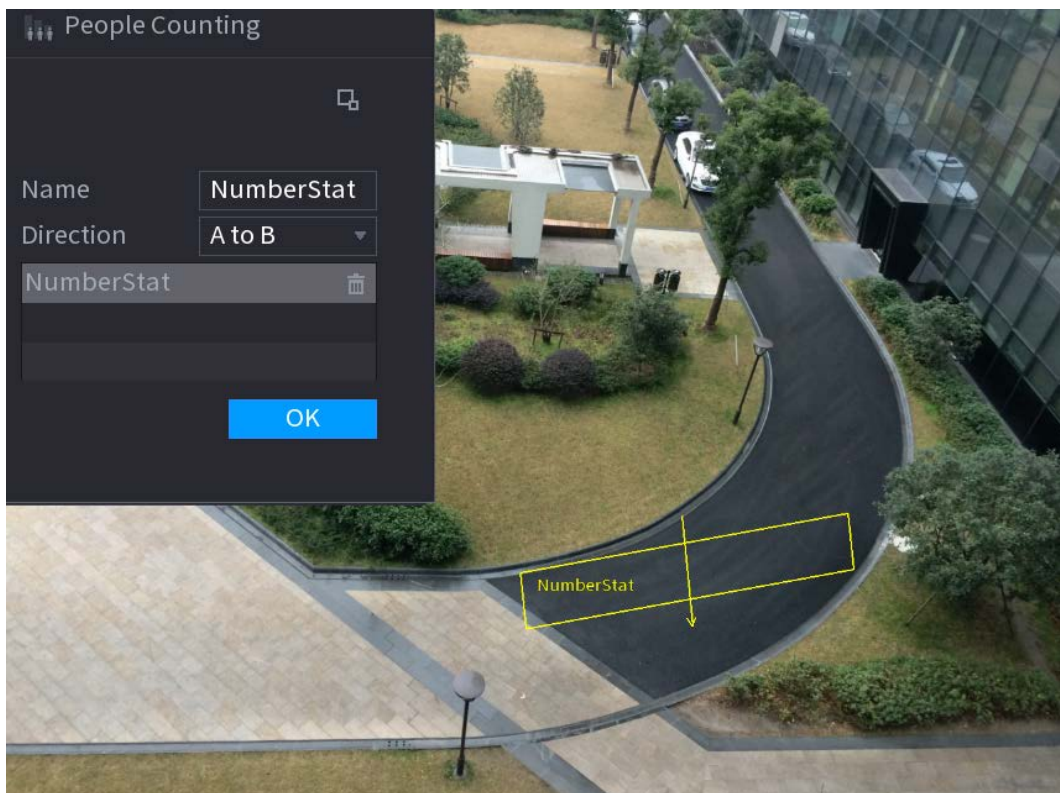 People Counting
Name NumberStat
Direction A to B
NumberStat
OK
NumberStat